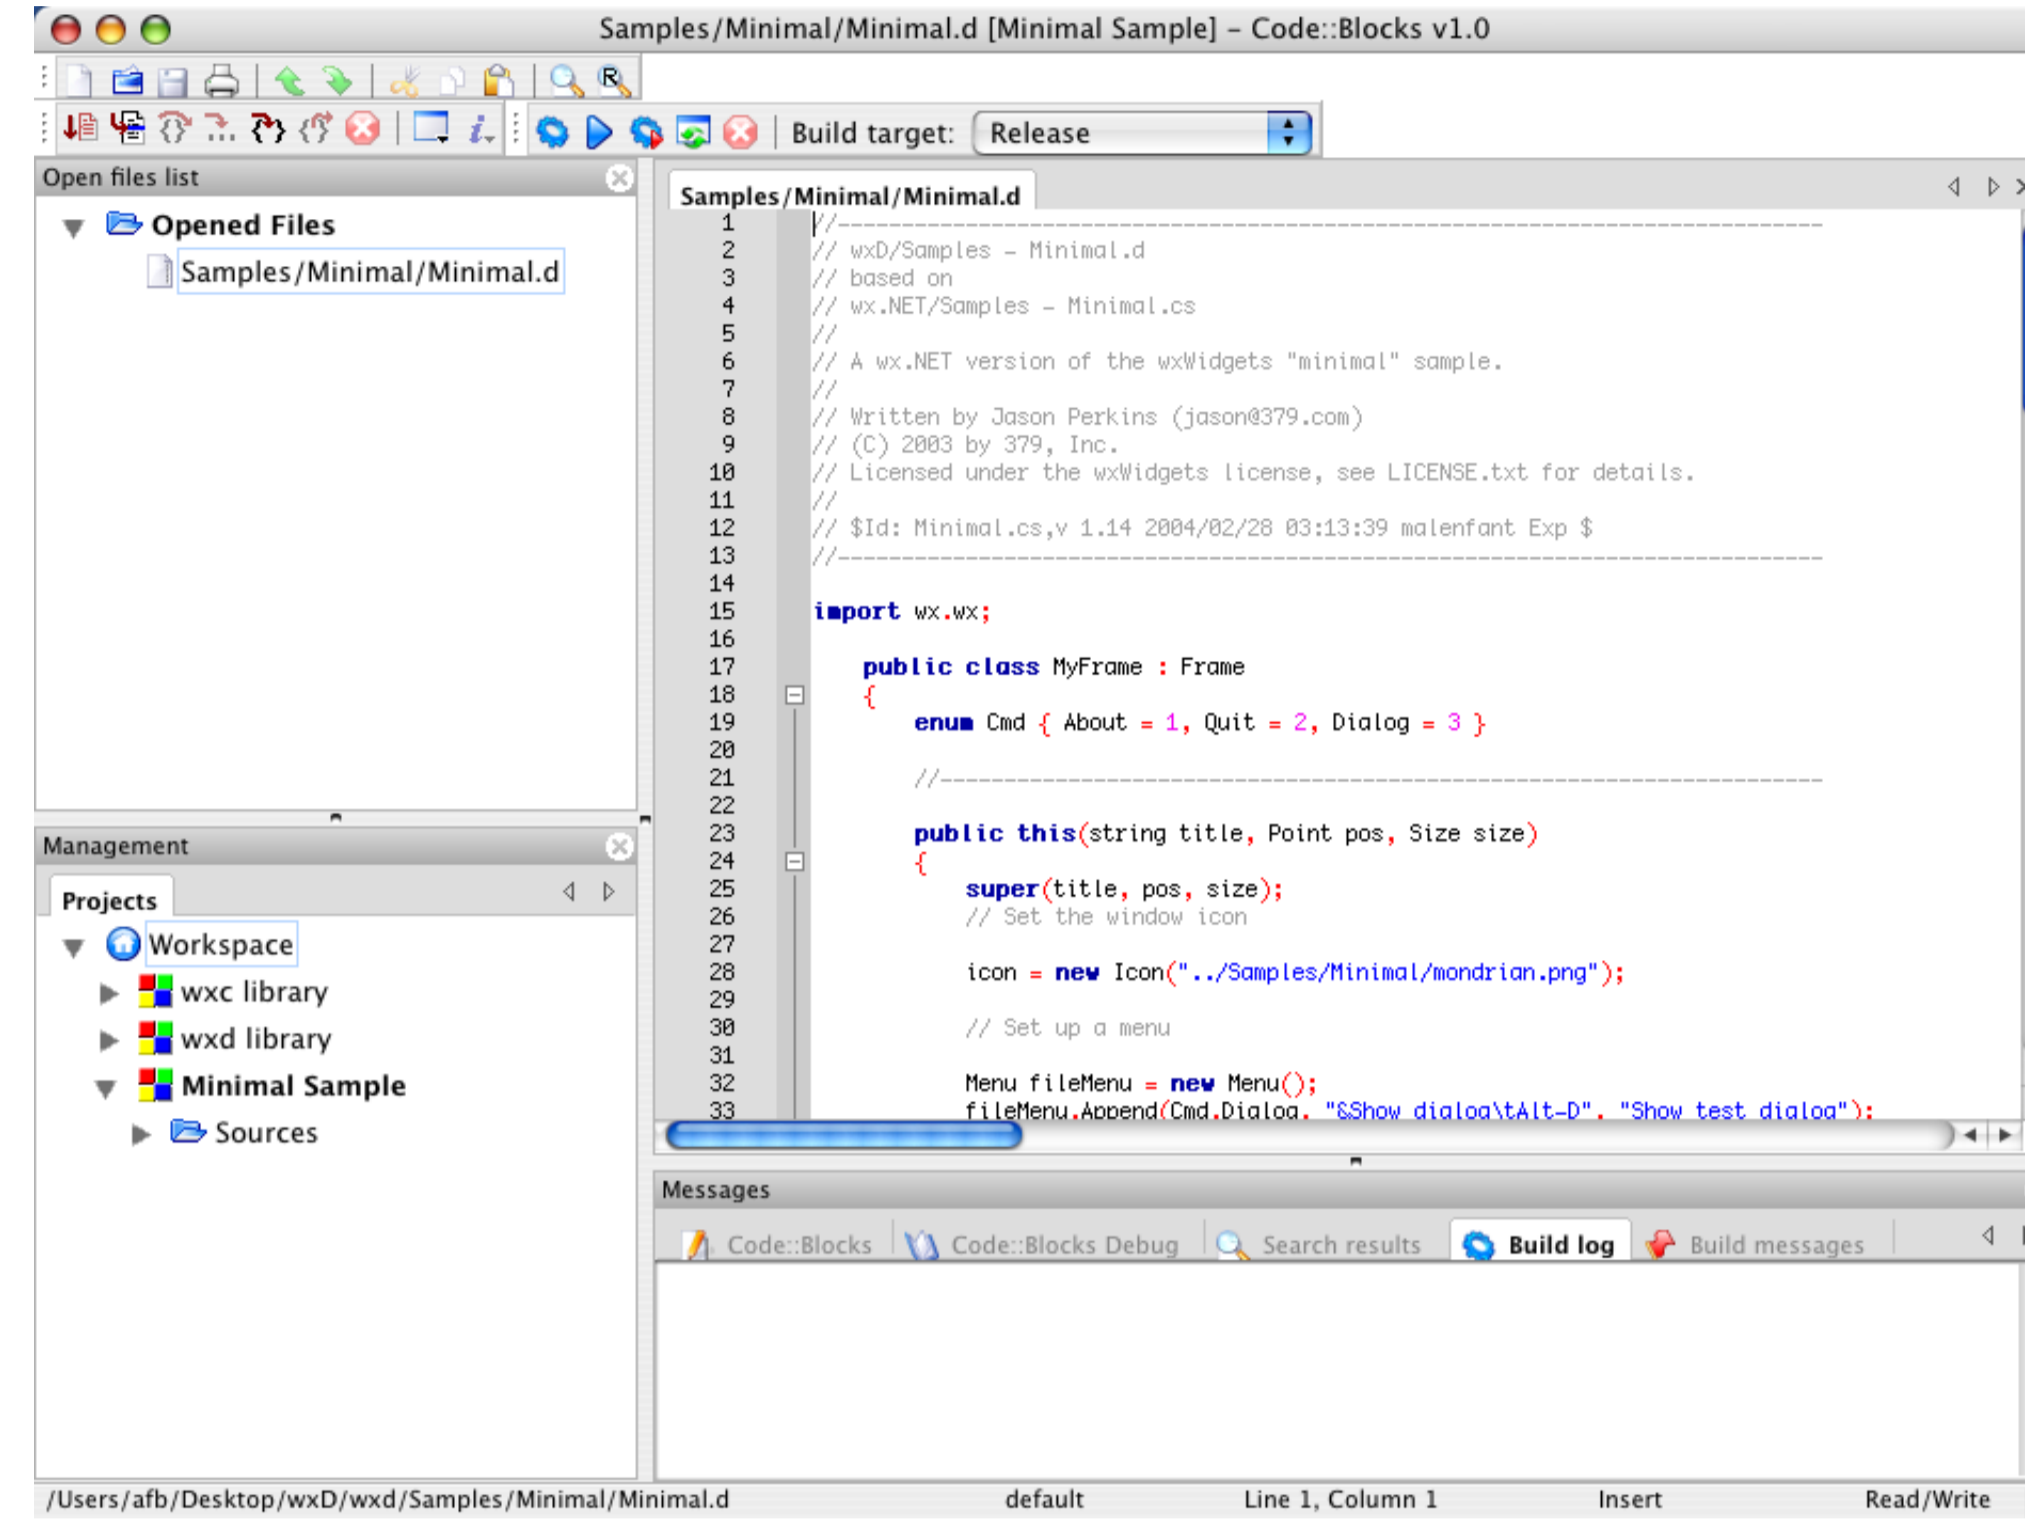 Samples/Minimal/Minimal.d [Minimal Sample] – Code::Blocks v1.0
Build target: Release
Open files list
Opened Files
Samples/Minimal/Minimal.d
Management
Projects
Workspace
wxc library
wxd library
Minimal Sample
Sources
Samples/Minimal/Minimal.d
1 //-----------------------------------------------------------------------------
2 // wxD/Samples - Minimal.d
3 // based on
4 // wx.NET/Samples - Minimal.cs
5 //
6 // A wx.NET version of the wxWidgets "minimal" sample.
7 //
8 // Written by Jason Perkins (jason@379.com)
9 // (C) 2003 by 379, Inc.
10 // Licensed under the wxWidgets license, see LICENSE.txt for details.
11 //
12 // $Id: Minimal.cs,v 1.14 2004/02/28 03:13:39 malenfant Exp $
13 //-----------------------------------------------------------------------------
14
15 import wx.wx;
16
17 public class MyFrame : Frame
18 {
19 enum Cmd { About = 1, Quit = 2, Dialog = 3 }
20
21 //---------------------------------------------------------------------
22
23 public this(string title, Point pos, Size size)
24 {
25 super(title, pos, size);
26 // Set the window icon
27
28 icon = new Icon("../Samples/Minimal/mondrian.png");
29
30 // Set up a menu
31
32 Menu fileMenu = new Menu();
33 fileMenu.Append(Cmd.Dialog, "&Show dialog\tAlt-D", "Show test dialog");
Messages
Code::Blocks Code::Blocks Debug Search results Build log Build messages
/Users/afb/Desktop/wxD/wxd/Samples/Minimal/Minimal.d default Line 1, Column 1 Insert Read/Write